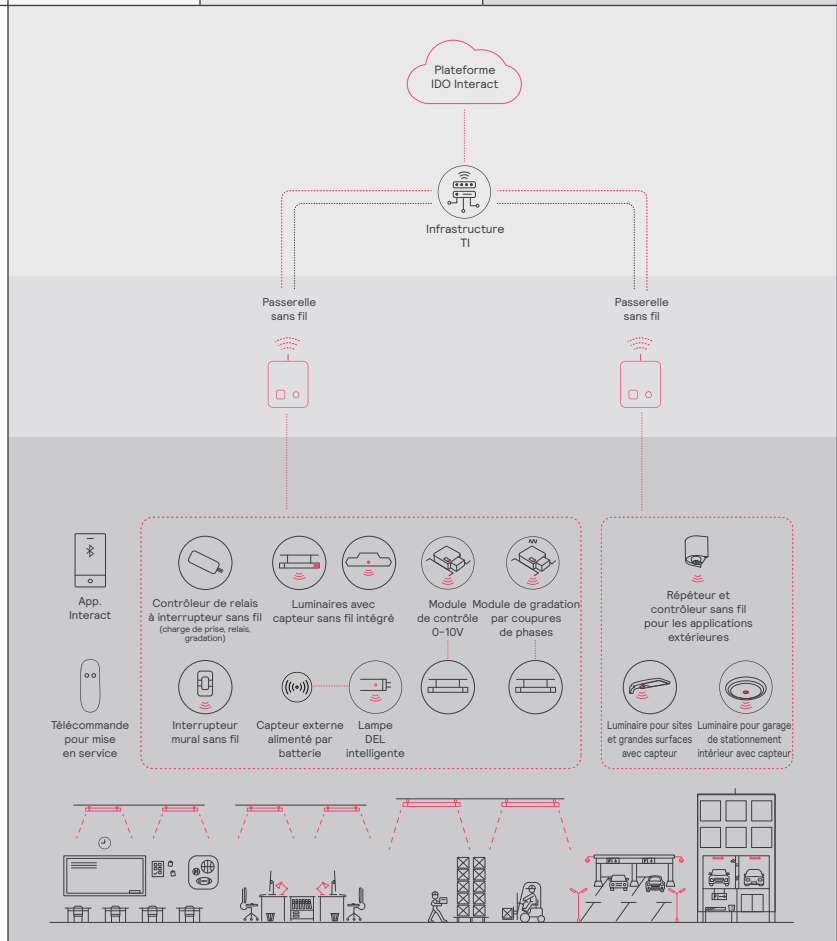 Plateforme
IDO Interact
Infrastructure
TI
Passerelle
sans fil
Passerelle
sans fil
App.
Interact
Contrôleur de relais
à interrupteur sans fil
(charge de prise, relais,
gradation)
Luminaires avec
capteur sans fil intégré
Module
de contrôle
0-10V
Module de gradation
par coupures
de phases
Répéteur et
contrôleur sans fil
pour les applications
extérieures
Télécommande
pour mise
en service
Interrupteur
mural sans fil
Capteur externe
alimenté par
batterie
Lampe
DEL
intelligente
Luminaire pour sites
et grandes surfaces
avec capteur
Luminaire pour garage
de stationnement
intérieur avec capteur